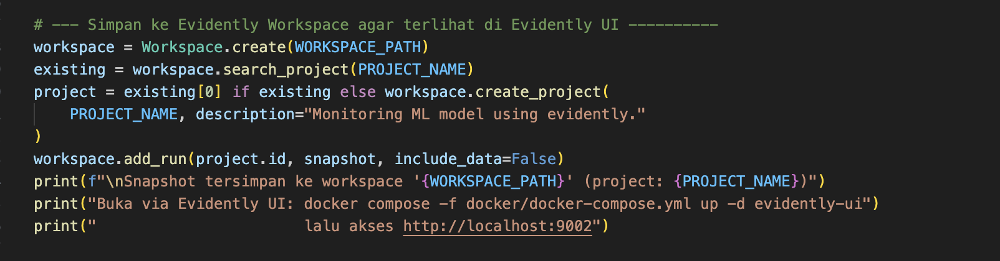 # --- Simpan ke Evidently Workspace agar terlihat di Evidently UI ----------
workspace = Workspace.create(WORKSPACE_PATH)
existing = workspace.search_project(PROJECT_NAME)
project = existing[0] if existing else workspace.create_project(
    PROJECT_NAME, description="Monitoring ML model using evidently."
)
workspace.add_run(project.id, snapshot, include_data=False)
print(f"\nSnapshot tersimpan ke workspace '{WORKSPACE_PATH}' (project: {PROJECT_NAME})")
print("Buka via Evidently UI: docker compose -f docker/docker-compose.yml up -d evidently-ui")
print("                       lalu akses http://localhost:9002")